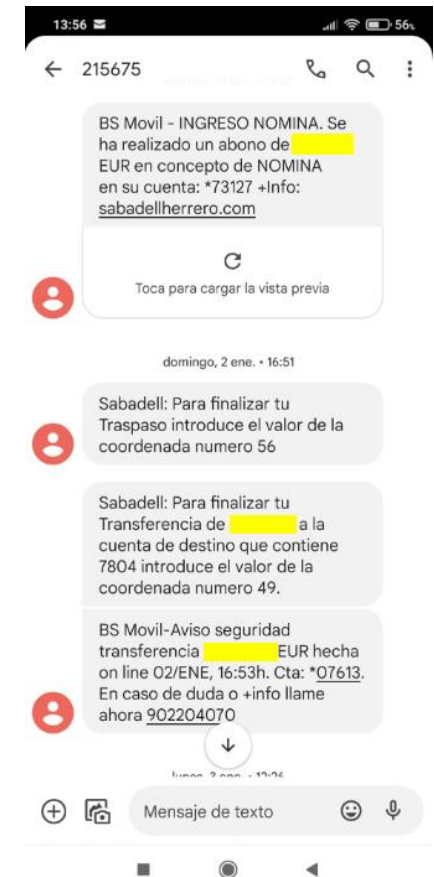 13:56
56%
215675
BS Movil - INGRESO NOMINA. Se
ha realizado un abono de
EUR en concepto de NOMINA
en su cuenta: *73127 +Info:
sabadellherrero.com
Toca para cargar la vista previa
domingo, 2 ene. • 16:51
Sabadell: Para finalizar tu
Traspaso introduce el valor de la
coordenada numero 56
Sabadell: Para finalizar tu
Transferencia de a la
cuenta de destino que contiene
7804 introduce el valor de la
coordenada numero 49.
BS Movil-Aviso seguridad
transferencia EUR hecha
on line 02/ENE, 16:53h. Cta: *07613.
En caso de duda o +info llame
ahora 902204070
Mensaje de texto